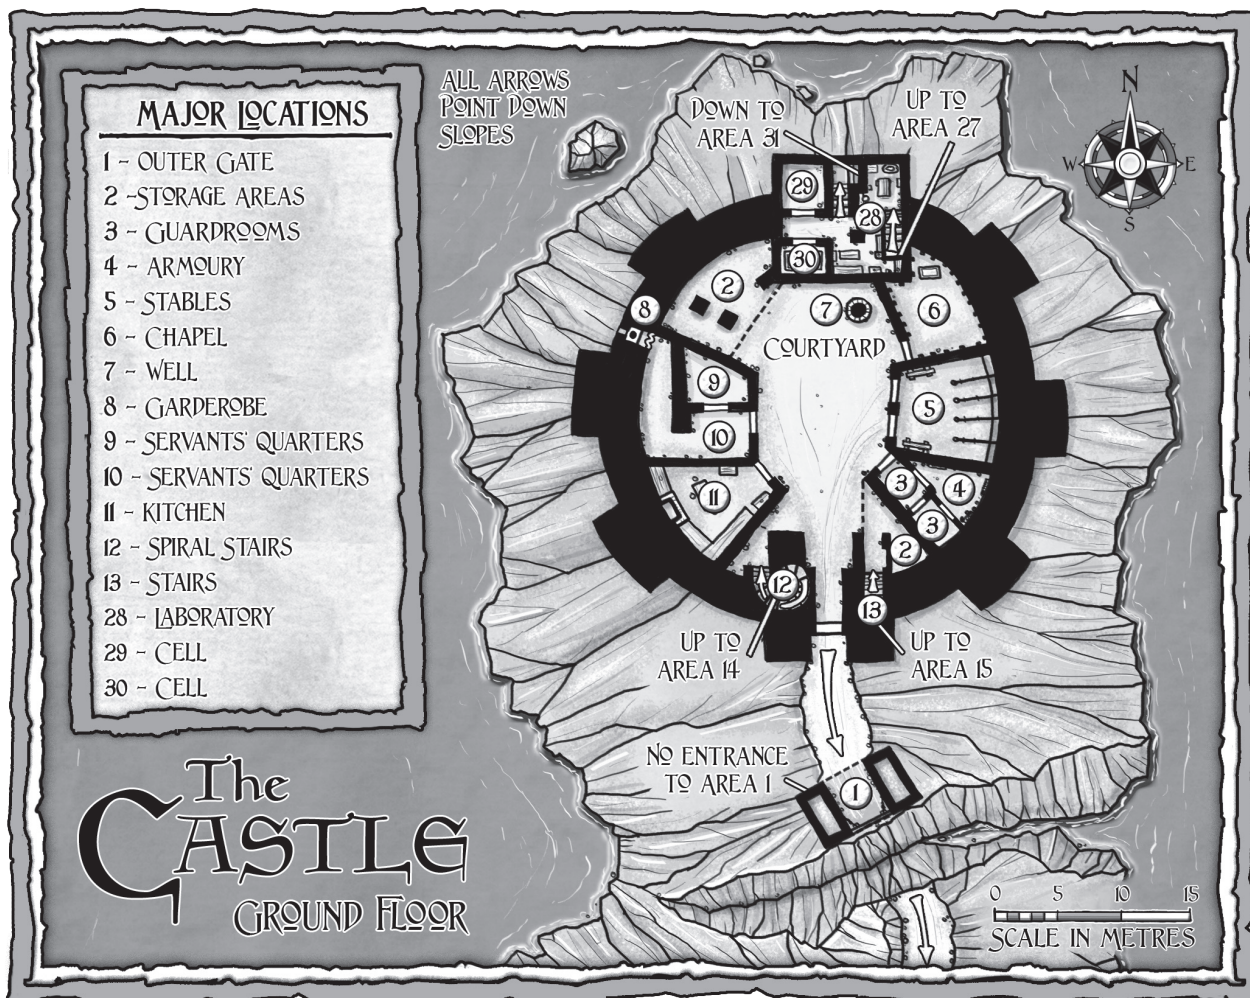 MAJOR LOCATIONS
1 - OUTER GATE
2 - STORAGE AREAS
3 - GUARDROOMS
4 - ARMOURY
5 - STABLES
6 - CHAPEL
7 - WELL
8 - GARDEROBE
9 - SERVANTS' QUARTERS
10 - SERVANTS' QUARTERS
11 - KITCHEN
12 - SPIRAL STAIRS
13 - STAIRS
28 - LABORATORY
29 - CELL
30 - CELL
The
CASTLE
GROUND FLOOR
ALL ARROWS
POINT DOWN
SLOPES
DOWN TO
AREA 31
UP TO
AREA 27
N
W
E
S
29
28
30
2
8
7
6
COURTYARD
9
5
10
3
4
11
3
2
12
13
UP TO
AREA 14
UP TO
AREA 15
NO ENTRANCE
TO AREA 1
1
0 5 10 15
SCALE IN METRES